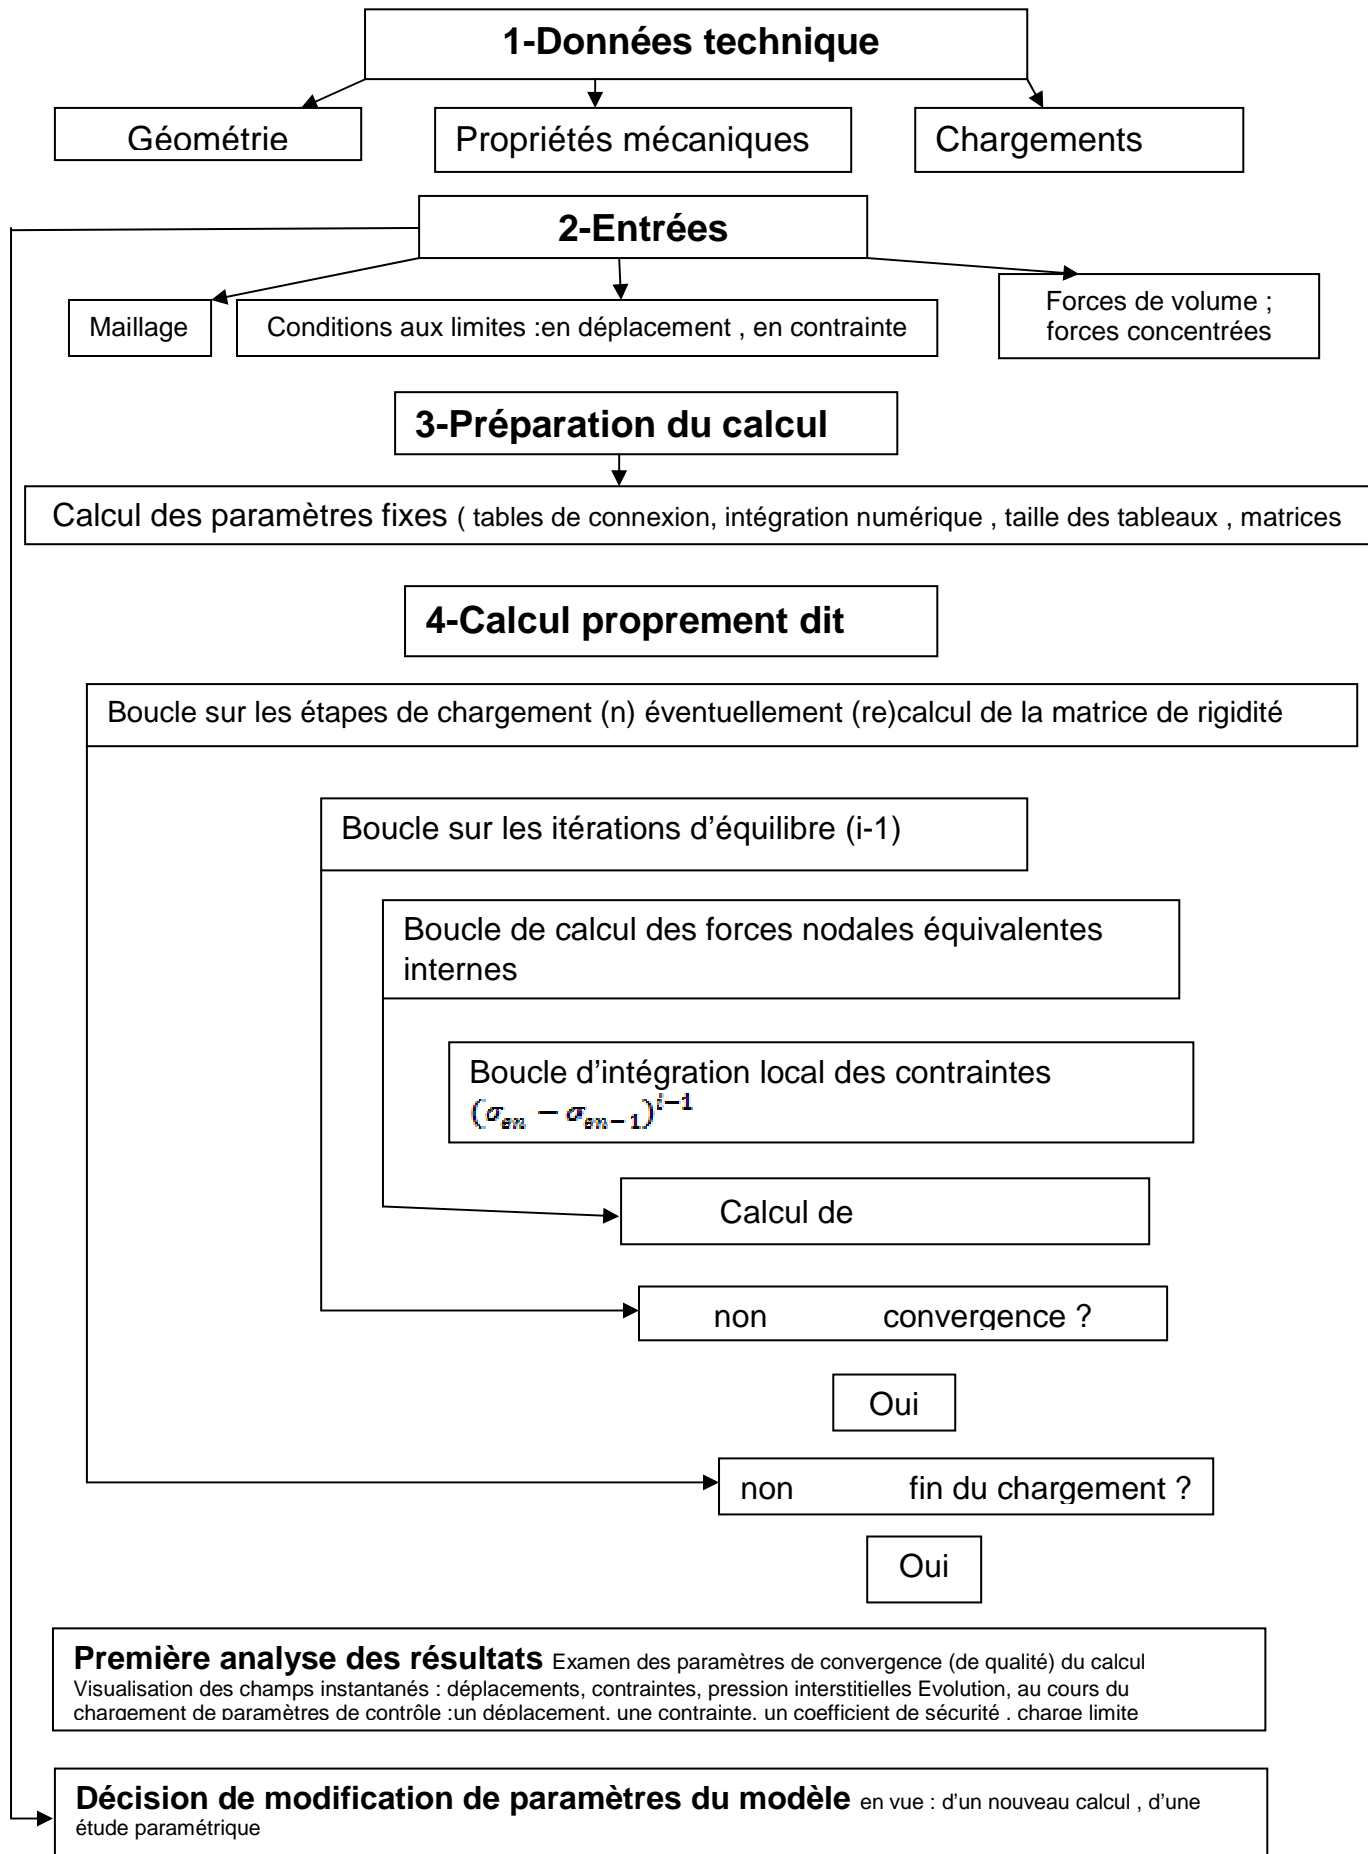 1-Données technique
Géométrie
Propriétés mécaniques
Chargements
2-Entrées
Maillage
Conditions aux limites :en déplacement , en contrainte
Forces de volume ;
forces concentrées
3-Préparation du calcul
Calcul des paramètres fixes ( tables de connexion, intégration numérique , taille des tableaux , matrices
4-Calcul proprement dit
Boucle sur les étapes de chargement (n) éventuellement (re)calcul de la matrice de rigidité
Boucle sur les itérations d’équilibre (i-1)
Boucle de calcul des forces nodales équivalentes
internes
Boucle d’intégration local des contraintes
(σₑₙ − σₑₙ₋₁)ⁱ⁻¹
Calcul de
non convergence ?
Oui
non fin du chargement ?
Oui
Première analyse des résultats Examen des paramètres de convergence (de qualité) du calcul
Visualisation des champs instantanés : déplacements, contraintes, pression interstitielles Evolution, au cours du
chargement de paramètres de contrôle :un déplacement, une contrainte, un coefficient de sécurité , charge limite
Décision de modification de paramètres du modèle en vue : d’un nouveau calcul , d’une
étude paramétrique